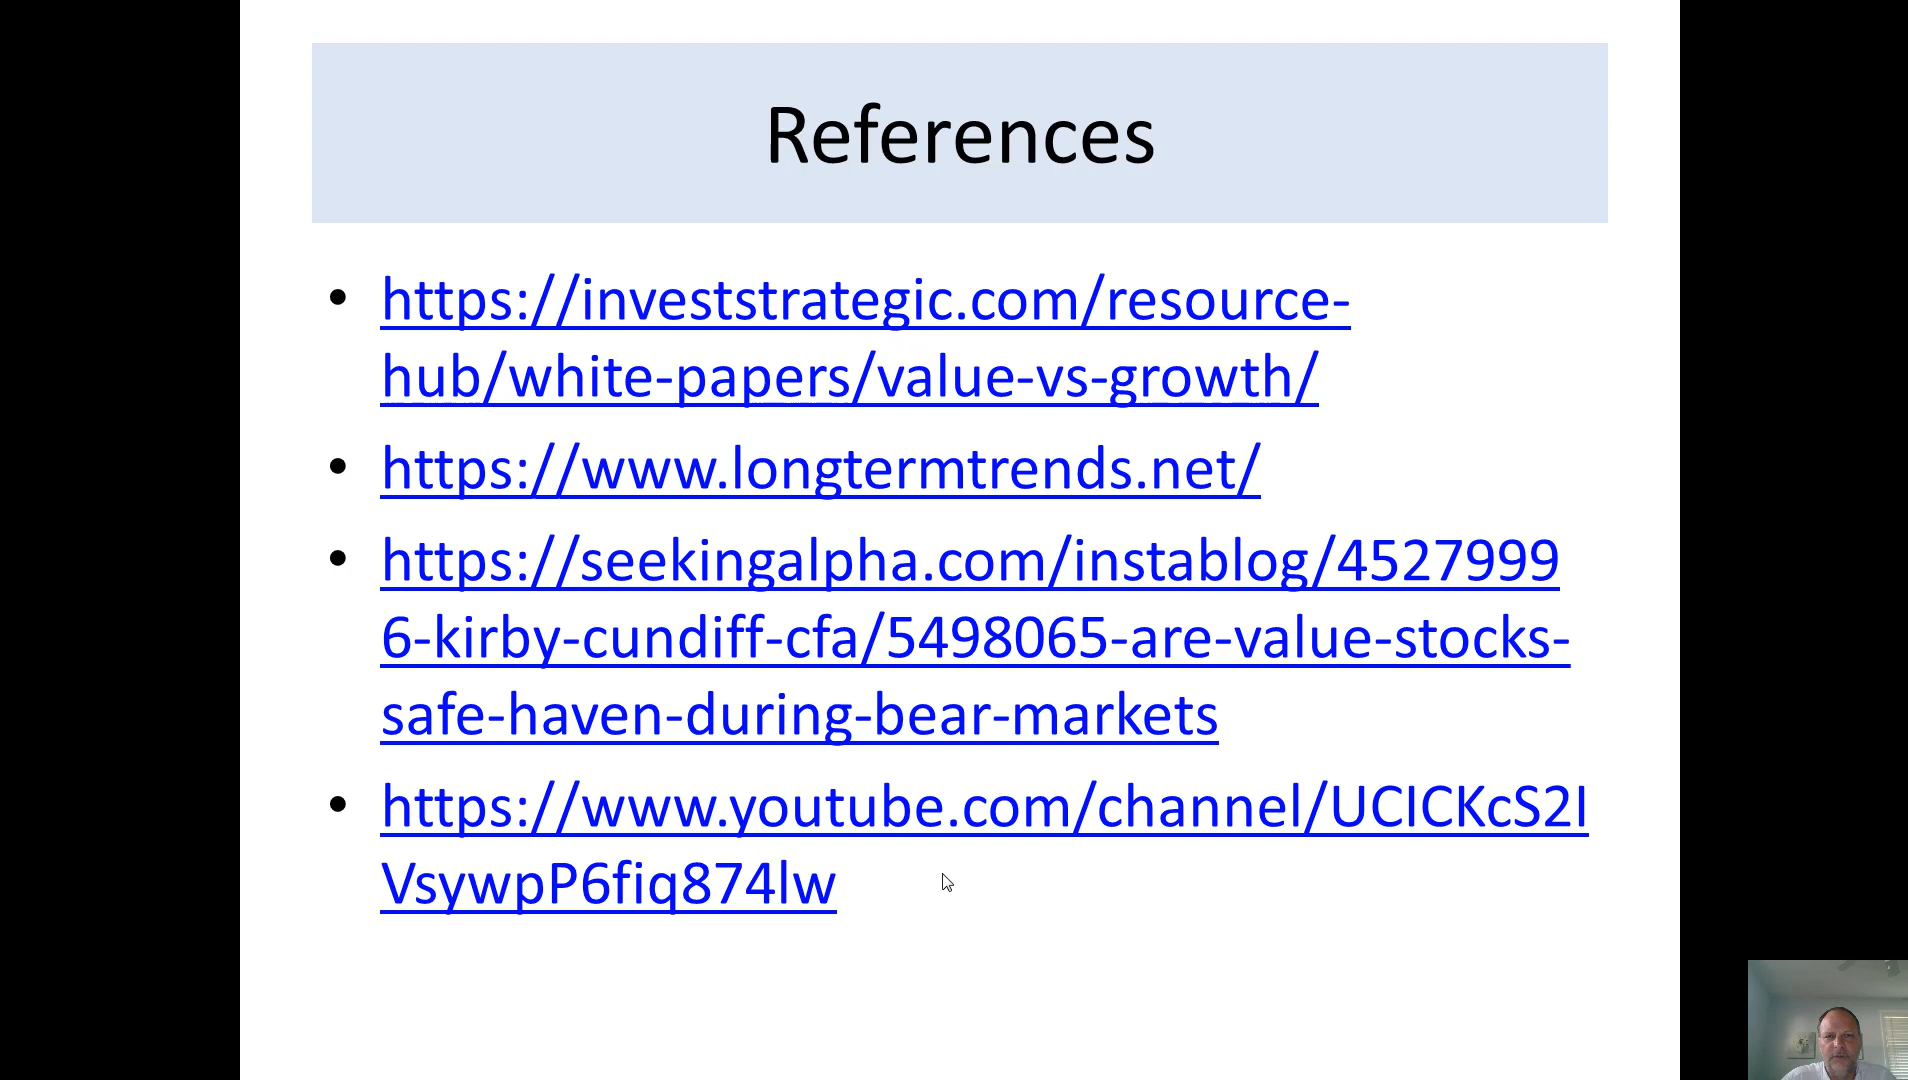 References
• https://investstrategic.com/resource-
hub/white-papers/value-vs-growth/
• https://www.longtermtrends.net/
• https://seekingalpha.com/instablog/4527999
6-kirby-cundiff-cfa/5498065-are-value-stocks-
safe-haven-during-bear-markets
• https://www.youtube.com/channel/UCICKcS2I
VsywpP6fiq874lw